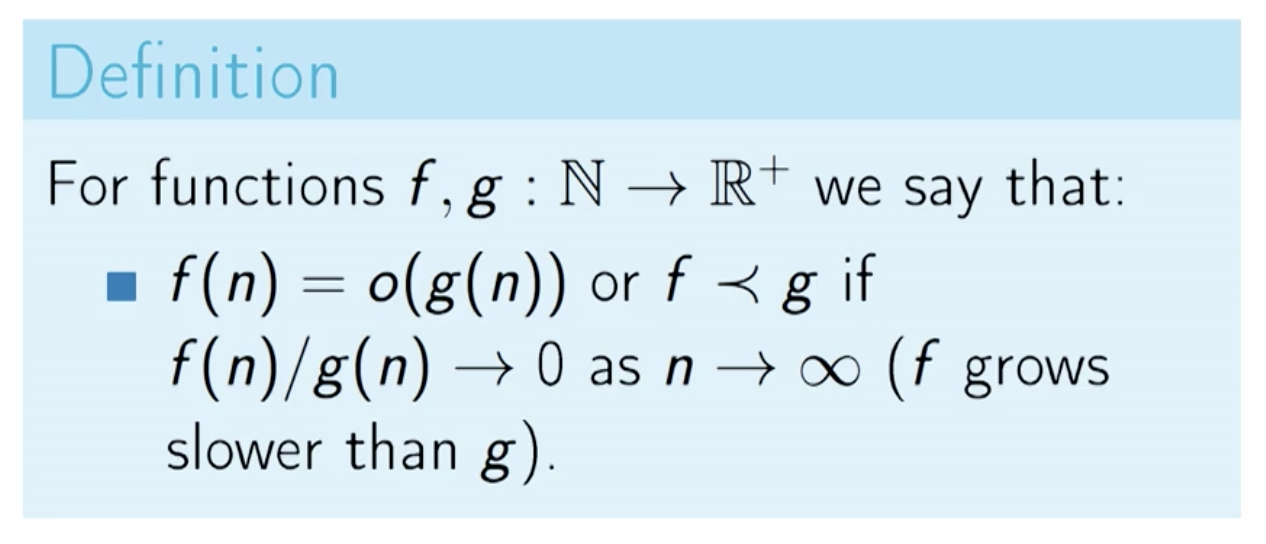 Definition
For functions f, g : ℕ → ℝ⁺ we say that:
■ f(n) = o(g(n)) or f ≺ g if
f(n)/g(n) → 0 as n → ∞ (f grows
slower than g).